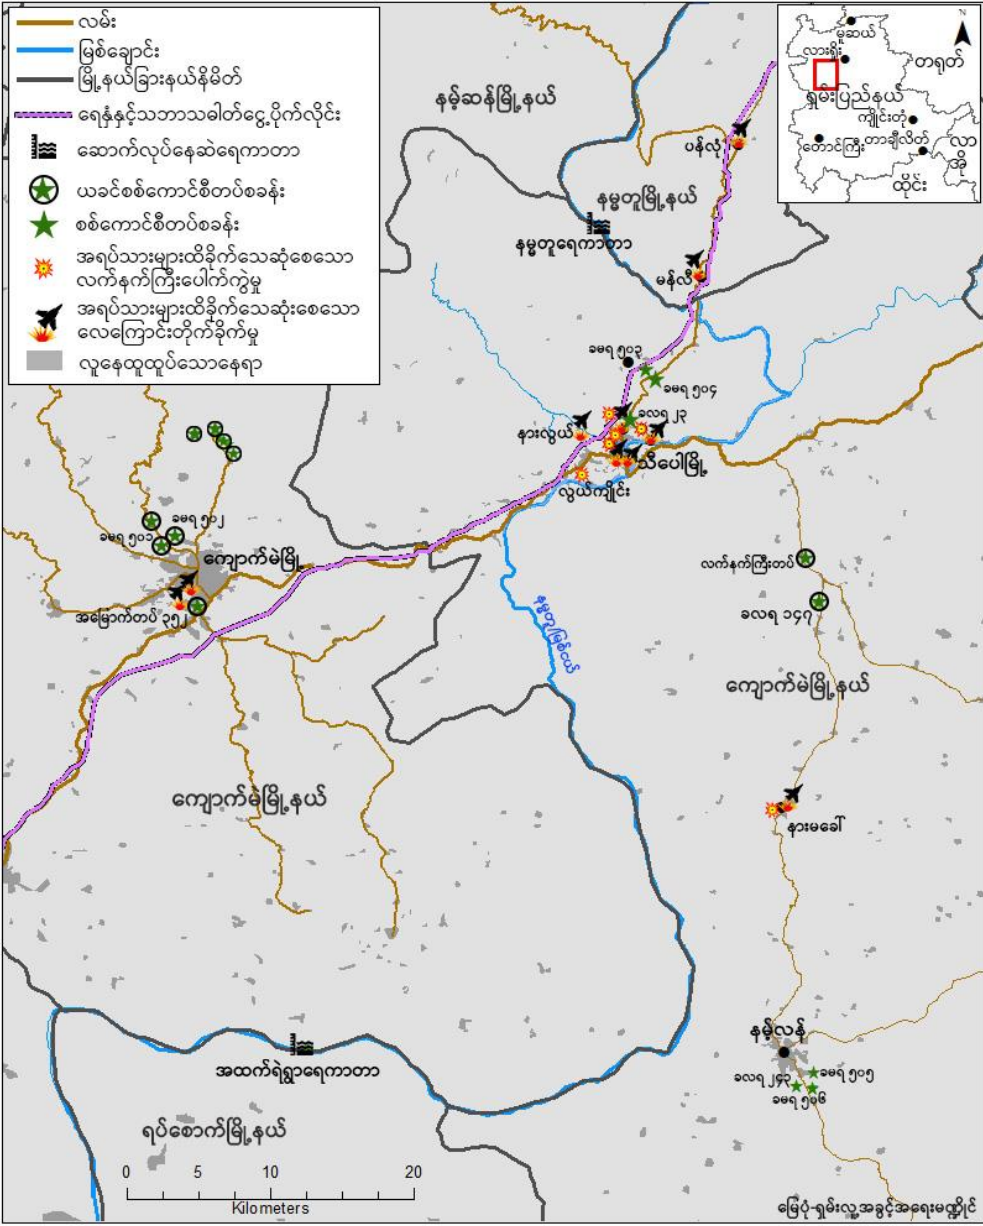 လမ်း
မြစ်ချောင်း
မြို့နယ်ခြားနယ်နိမိတ်
ရေနံနှင့်သဘာသဓါတ်ငွေ့ပိုက်လိုင်း
ဆောက်လုပ်နေဆဲရေကာတာ
ယခင်စစ်ကောင်စီတပ်စခန်း
စစ်ကောင်စီတပ်စခန်း
အရပ်သားများထိခိုက်သေဆုံစေသော
လက်နက်ကြီးပေါက်ကွဲမှု
အရပ်သားများထိခိုက်သေဆုံးစေသော
လေကြောင်းတိုက်ခိုက်မှု
လူနေထူထပ်သောနေရာ
N
မူဆယ်
လားရှိုး
တရုတ်
ရှမ်းပြည်နယ်
ကျိုင်းတုံ
တောင်ကြီး
တာချီလိတ်
လာအို
ထိုင်း
နမ့်ဆန်မြို့နယ်
ပန်လုံ
နမ္မတူမြို့နယ်
နမ္မတူရေကာတာ
မန်လီ
ခမရ ၅၀၃
ခမရ ၅၀၄
ခလရ ၂၃
နားလွယ်
သီပေါမြို့
လွယ်ကျိုင်း
ခမရ ၅၀၂
ခမရ ၅၀၁
ကျောက်မဲမြို့
အမြောက်တပ် ၃၅၂
လက်နက်ကြီးတပ်
ခလရ ၁၄၇
နမ္မတူ/မြစ်ငယ်
ကျောက်မဲမြို့နယ်
ကျောက်မဲမြို့နယ်
နားမခေါ်
နမ့်လန်
ခမရ ၅၀၅
ခလရ ၂၄၃
ခမရ ၅၀၆
အထက်ရဲရွာရေကာတာ
ရပ်စောက်မြို့နယ်
0 5 10 20
Kilometers
မြေပုံ-ရှမ်းလူ့အခွင့်အရေးမဏ္ဍိုင်